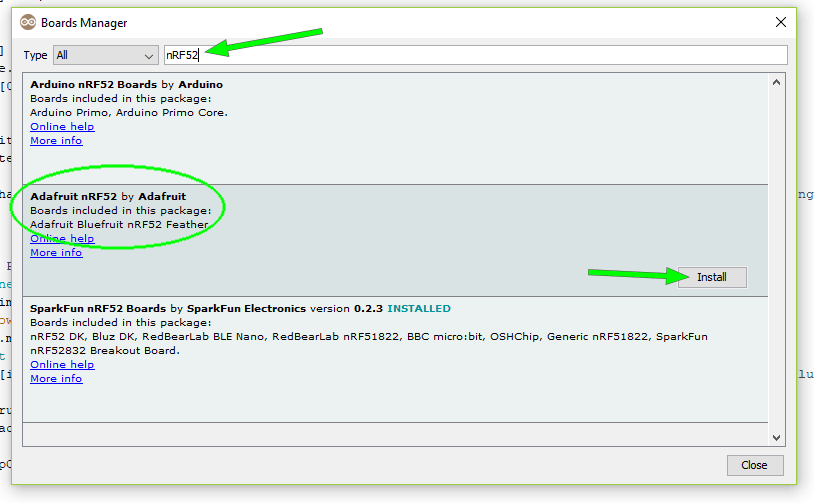 Boards Manager
Type All nRF52
Arduino nRF52 Boards by Arduino
Boards included in this package:
Arduino Primo, Arduino Primo Core.
Online help
More info
Adafruit nRF52 by Adafruit
Boards included in this package:
Adafruit Bluefruit nRF52 Feather
Online help
More info
Install
SparkFun nRF52 Boards by SparkFun Electronics version 0.2.3 INSTALLED
Boards included in this package:
nRF52 DK, Bluz DK, RedBearLab BLE Nano, RedBearLab nRF51822, BBC micro:bit, OSHChip, Generic nRF51822, SparkFun
nRF52832 Breakout Board.
Online help
More info
Close